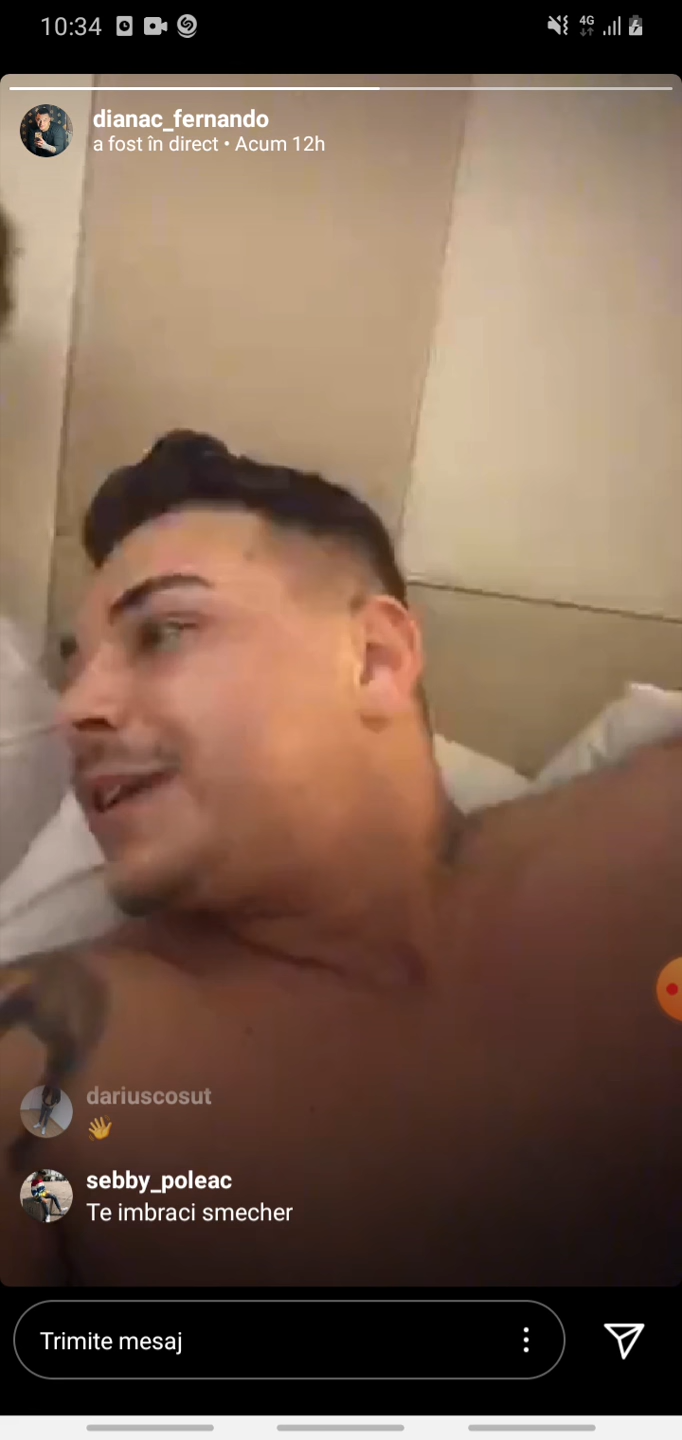 10:34
4G
dianac_fernando
a fost în direct • Acum 12h
dariuscosut
👋
sebby_poleac
Te imbraci smecher
Trimite mesaj